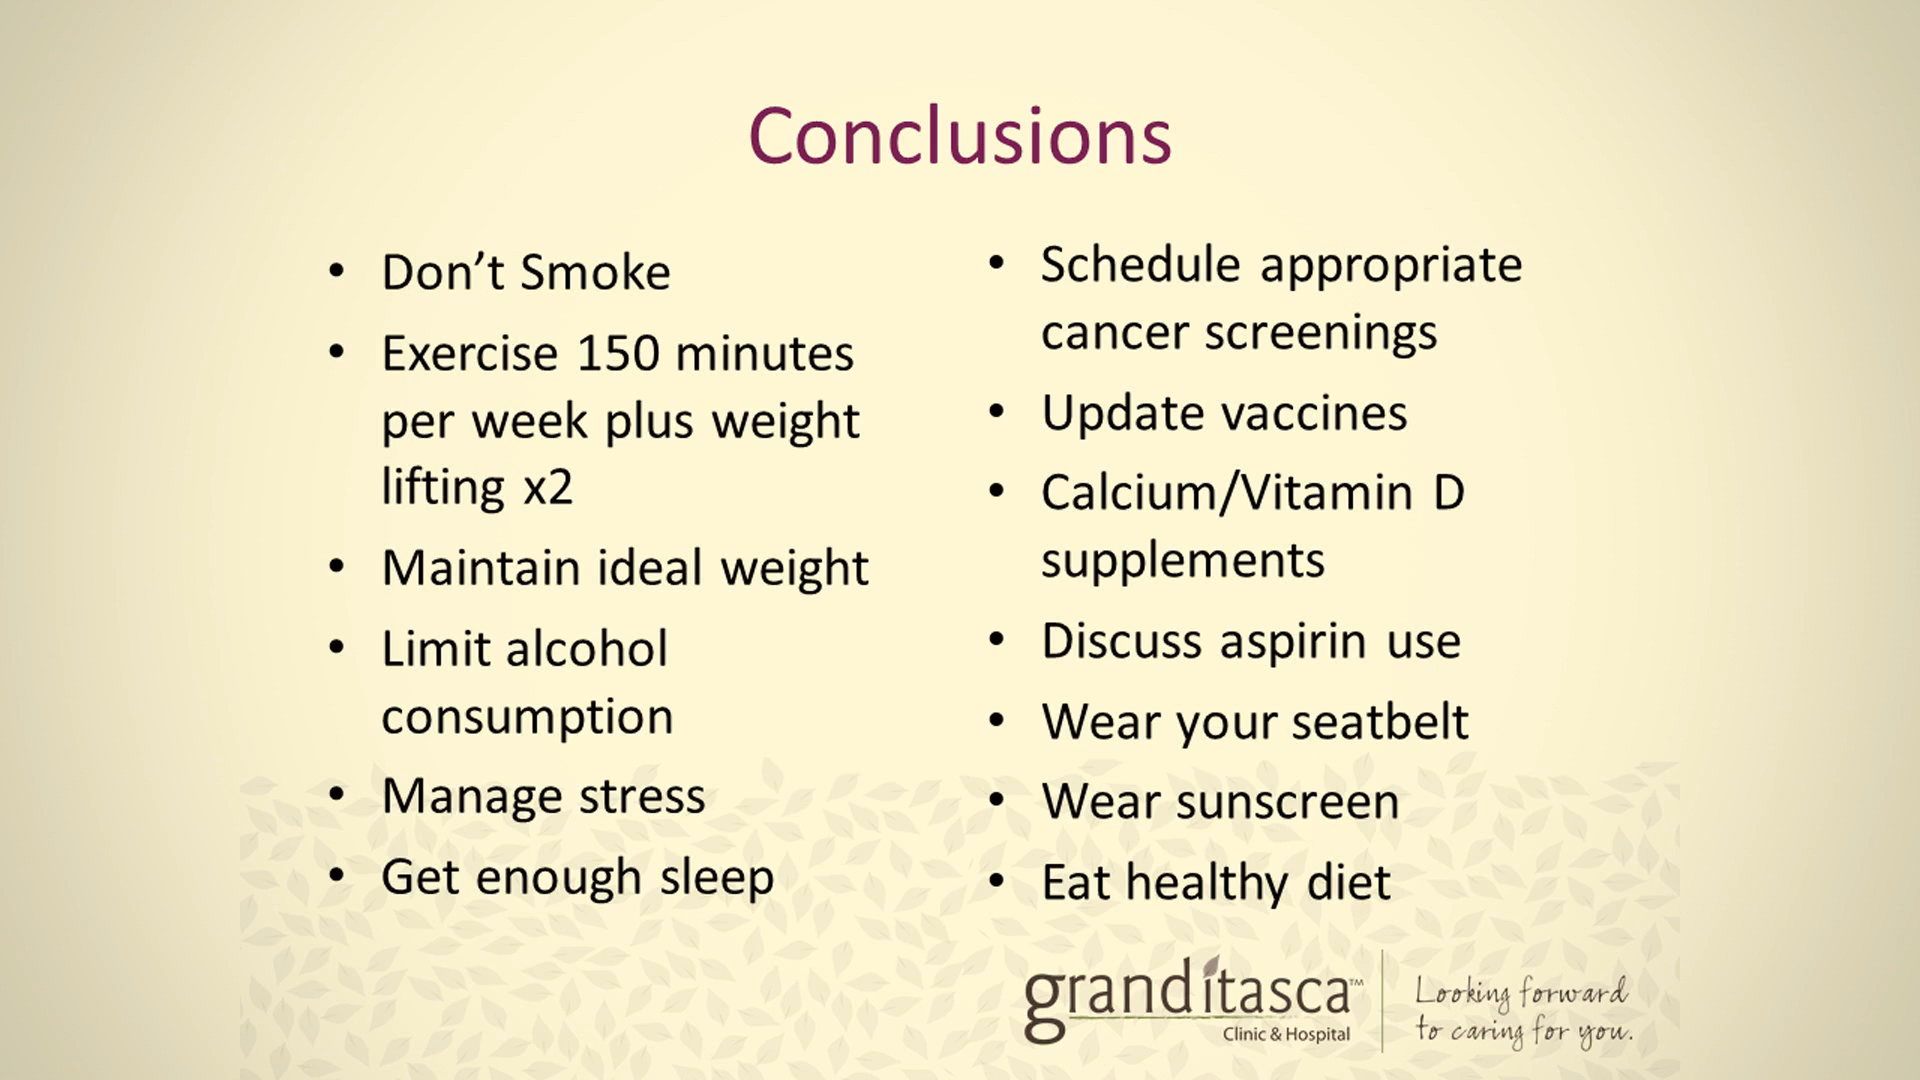 Conclusions
• Don’t Smoke
• Exercise 150 minutes
per week plus weight
lifting x2
• Maintain ideal weight
• Limit alcohol
consumption
• Manage stress
• Get enough sleep
• Schedule appropriate
cancer screenings
• Update vaccines
• Calcium/Vitamin D
supplements
• Discuss aspirin use
• Wear your seatbelt
• Wear sunscreen
• Eat healthy diet
granditasca™
Clinic & Hospital
Looking forward
to caring for you.